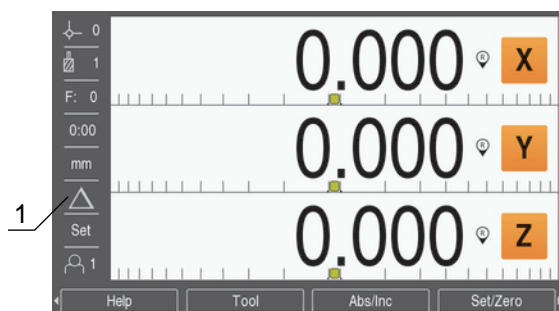 0
1
F: 0
0:00
mm
Set
1
1
0.000 R X
0.000 R Y
0.000 R Z
Help Tool Abs/Inc Set/Zero